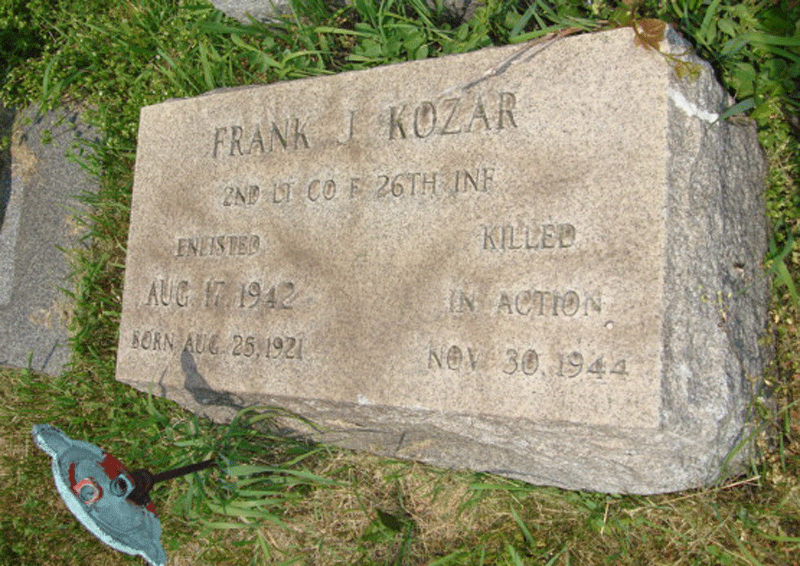 FRANK J KOZAR
2ND LT CO F 26TH INF
ENLISTED
AUG 17, 1942
BORN AUG 25, 1921
KILLED
IN ACTION
NOV 30, 1944